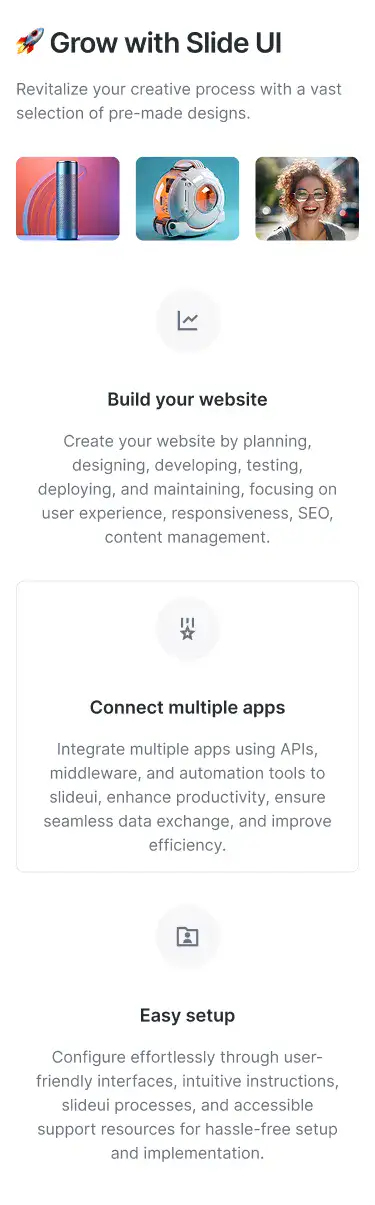 🚀 Grow with Slide UI
Revitalize your creative process with a vast
selection of pre-made designs.
Build your website
Create your website by planning,
designing, developing, testing,
deploying, and maintaining, focusing on
user experience, responsiveness, SEO,
content management.
Connect multiple apps
Integrate multiple apps using APIs,
middleware, and automation tools to
slideui, enhance productivity, ensure
seamless data exchange, and improve
efficiency.
Easy setup
Configure effortlessly through user-
friendly interfaces, intuitive instructions,
slideui processes, and accessible
support resources for hassle-free setup
and implementation.